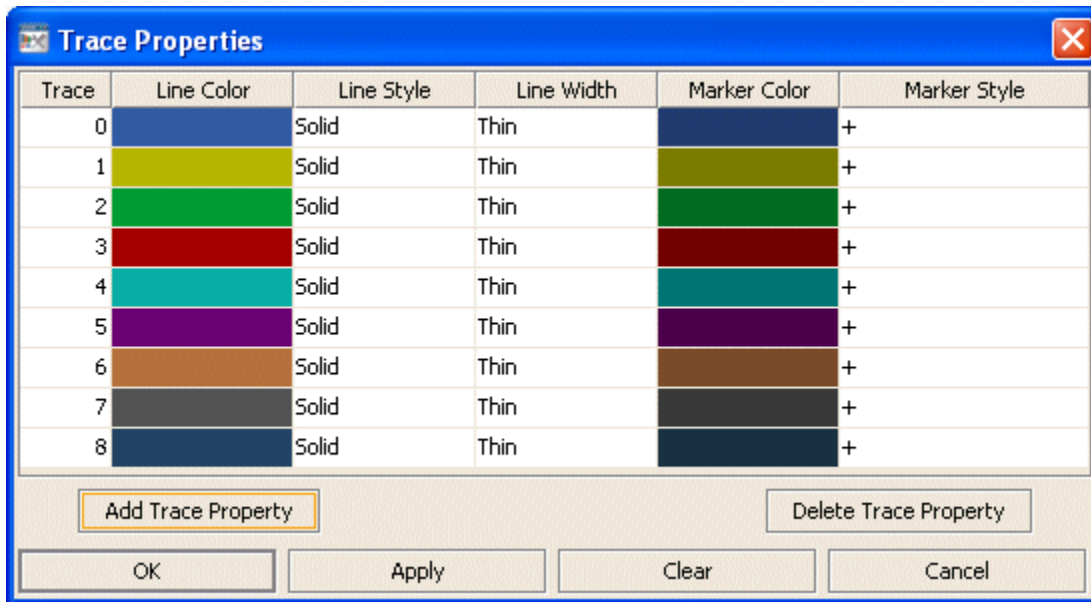 Trace Properties
Trace Line Color Line Style Line Width Marker Color Marker Style
0 Solid Thin +
1 Solid Thin +
2 Solid Thin +
3 Solid Thin +
4 Solid Thin +
5 Solid Thin +
6 Solid Thin +
7 Solid Thin +
8 Solid Thin +
Add Trace Property Delete Trace Property
OK Apply Clear Cancel